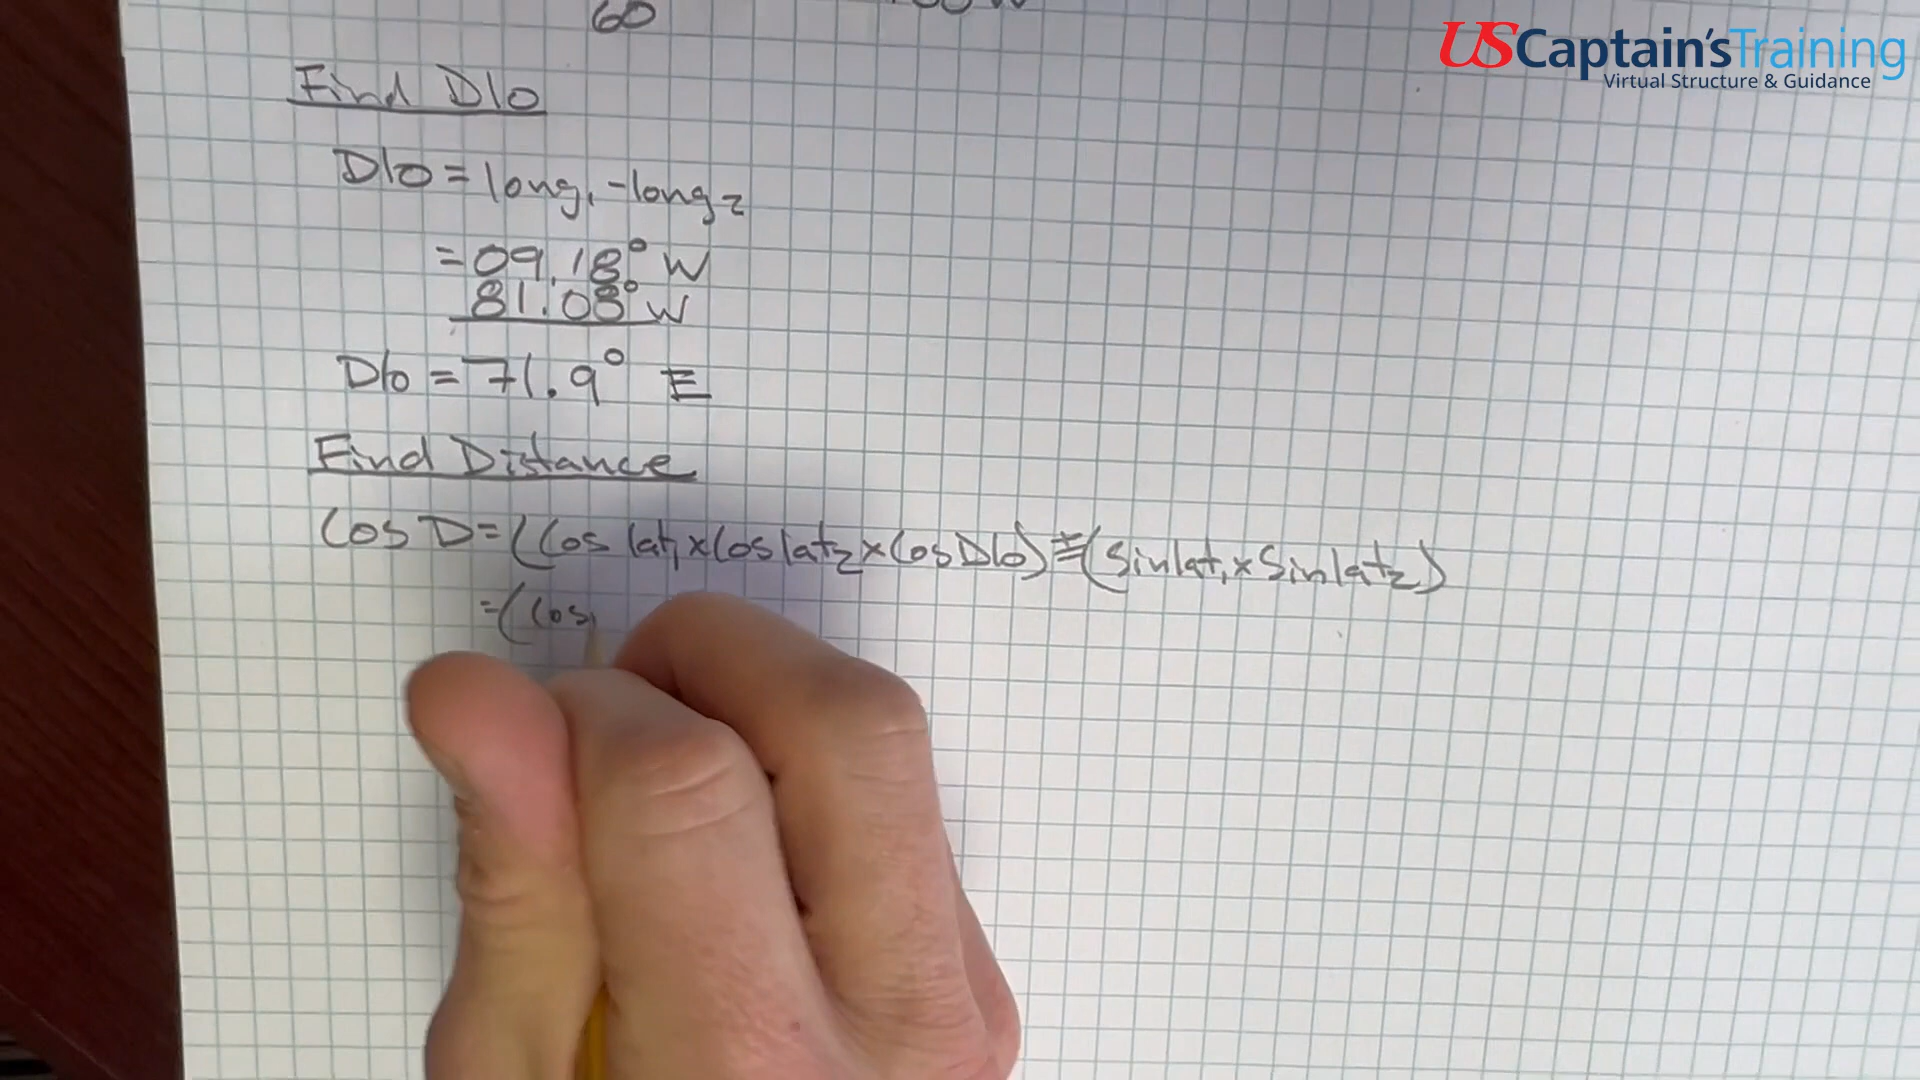 60
USCaptain'sTraining
Virtual Structure & Guidance
Find Dlo
Dlo = long₁ - long₂
= 09.18° W
81.08° W
Dlo = 71.9° E
Find Distance
Cos D = (Cos lat₁ x Cos lat₂ x Cos Dlo) ± (Sin lat₁ x Sin lat₂)
= (Cos